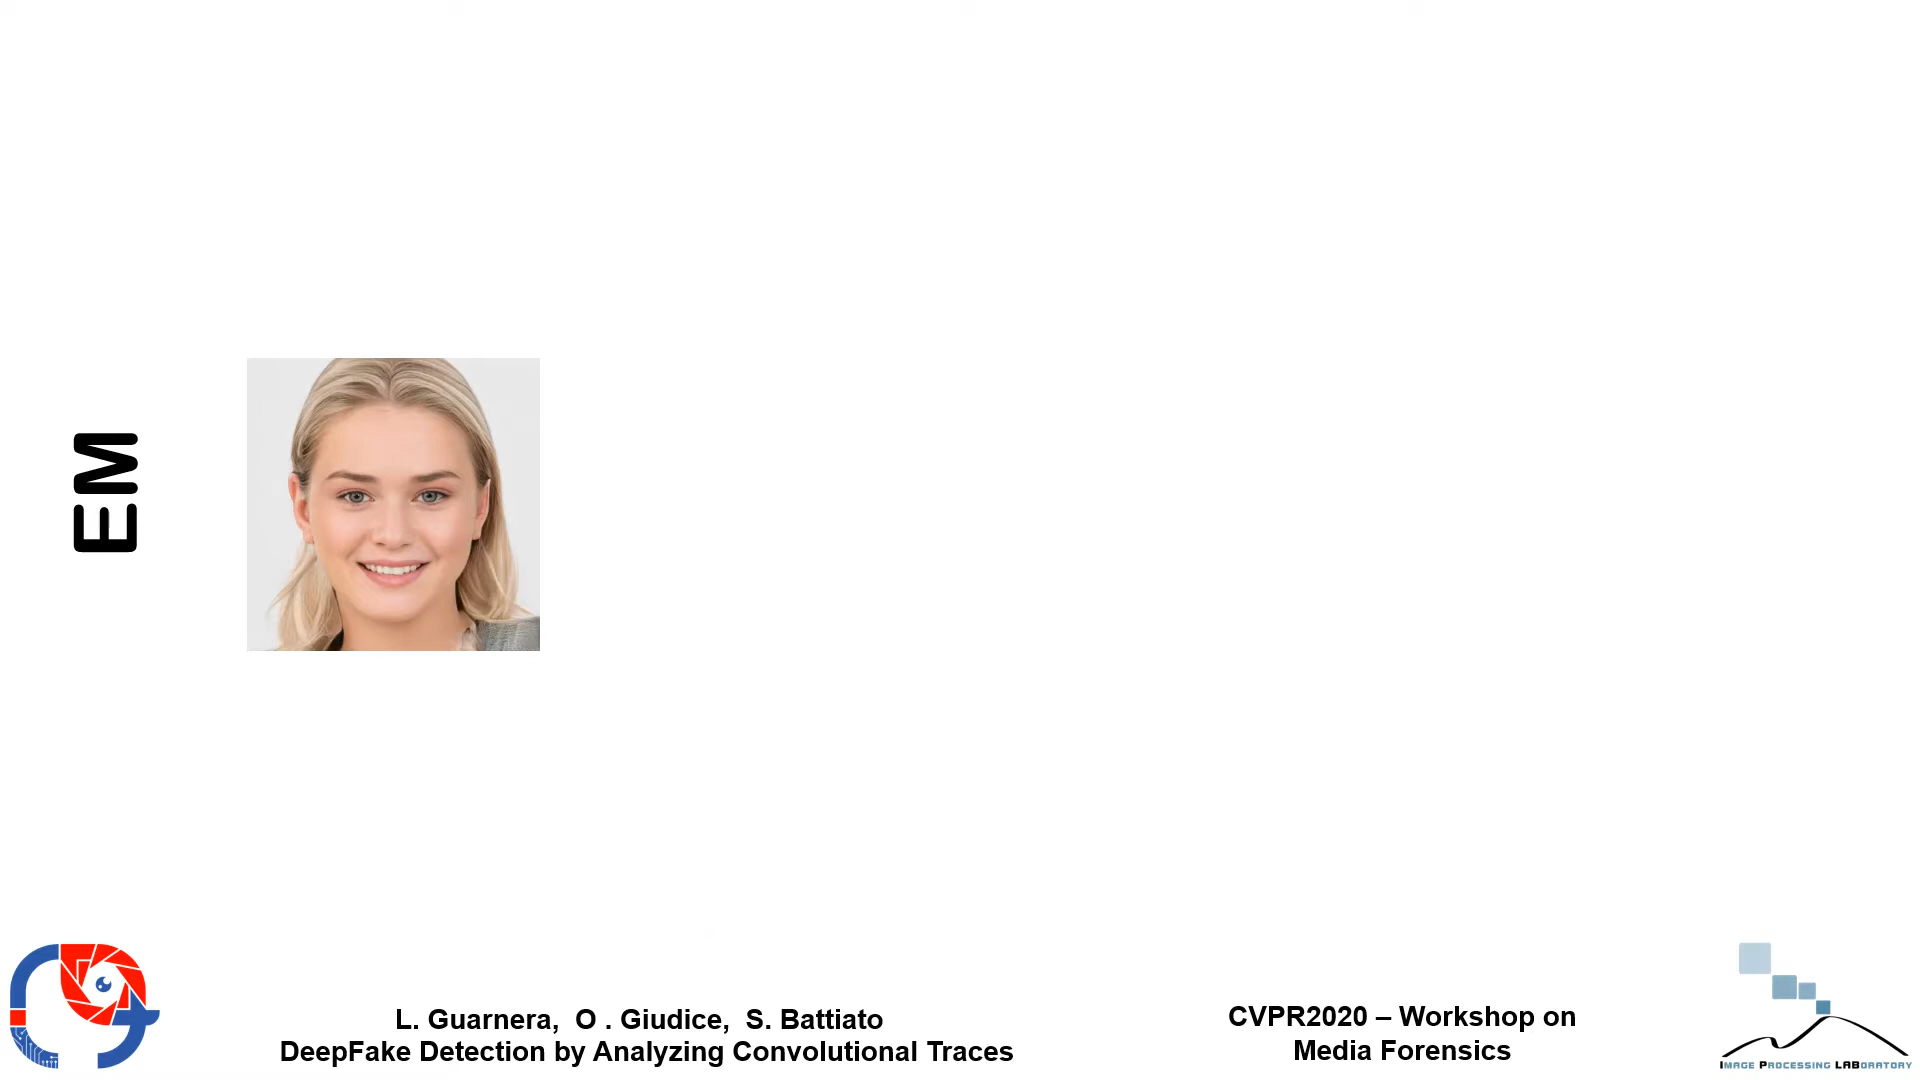 EM
L. Guarnera, O . Giudice, S. Battiato
DeepFake Detection by Analyzing Convolutional Traces
CVPR2020 – Workshop on
Media Forensics
IMAGE PROCESSING LABORATORY